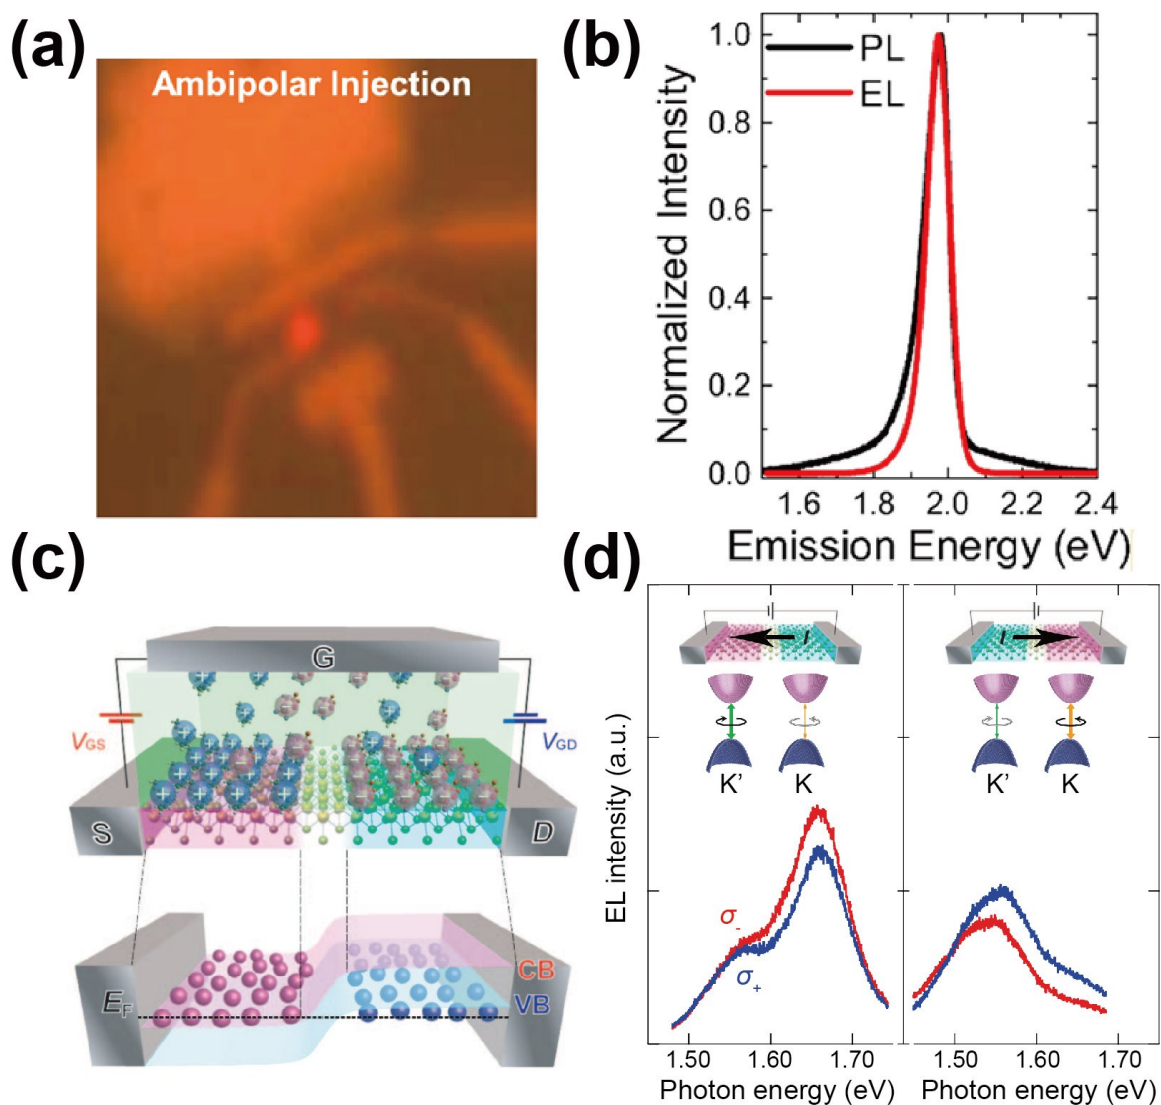 (a)
Ambipolar Injection
(b)
PL
EL
1.0
0.8
0.6
0.4
0.2
0.0
Normalized Intensity
1.6 1.8 2.0 2.2 2.4
Emission Energy (eV)
(c)
G
VGS
VGD
S
D
EF
CB
VB
(d)
I
I
K' K
K' K
EL intensity (a.u.)
σ-
σ+
1.50 1.60 1.70
1.50 1.60 1.70
Photon energy (eV)
Photon energy (eV)